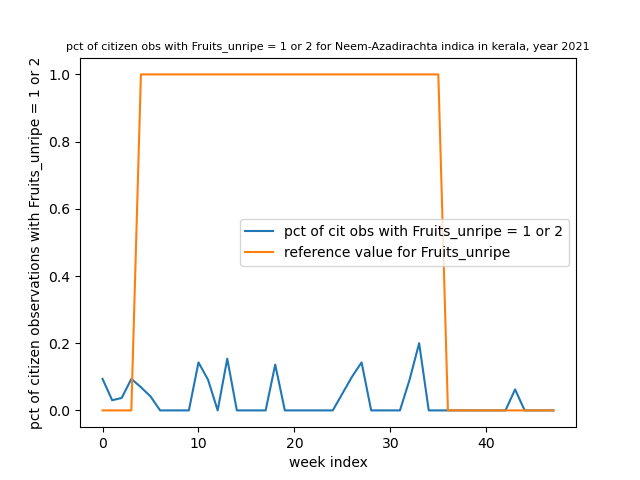 pct of citizen obs with Fruits_unripe = 1 or 2 for Neem-Azadirachta indica in kerala, year 2021
pct of citizen observations with Fruits_unripe = 1 or 2
1.0
0.8
0.6
0.4
0.2
0.0
pct of cit obs with Fruits_unripe = 1 or 2
reference value for Fruits_unripe
0 10 20 30 40
week index